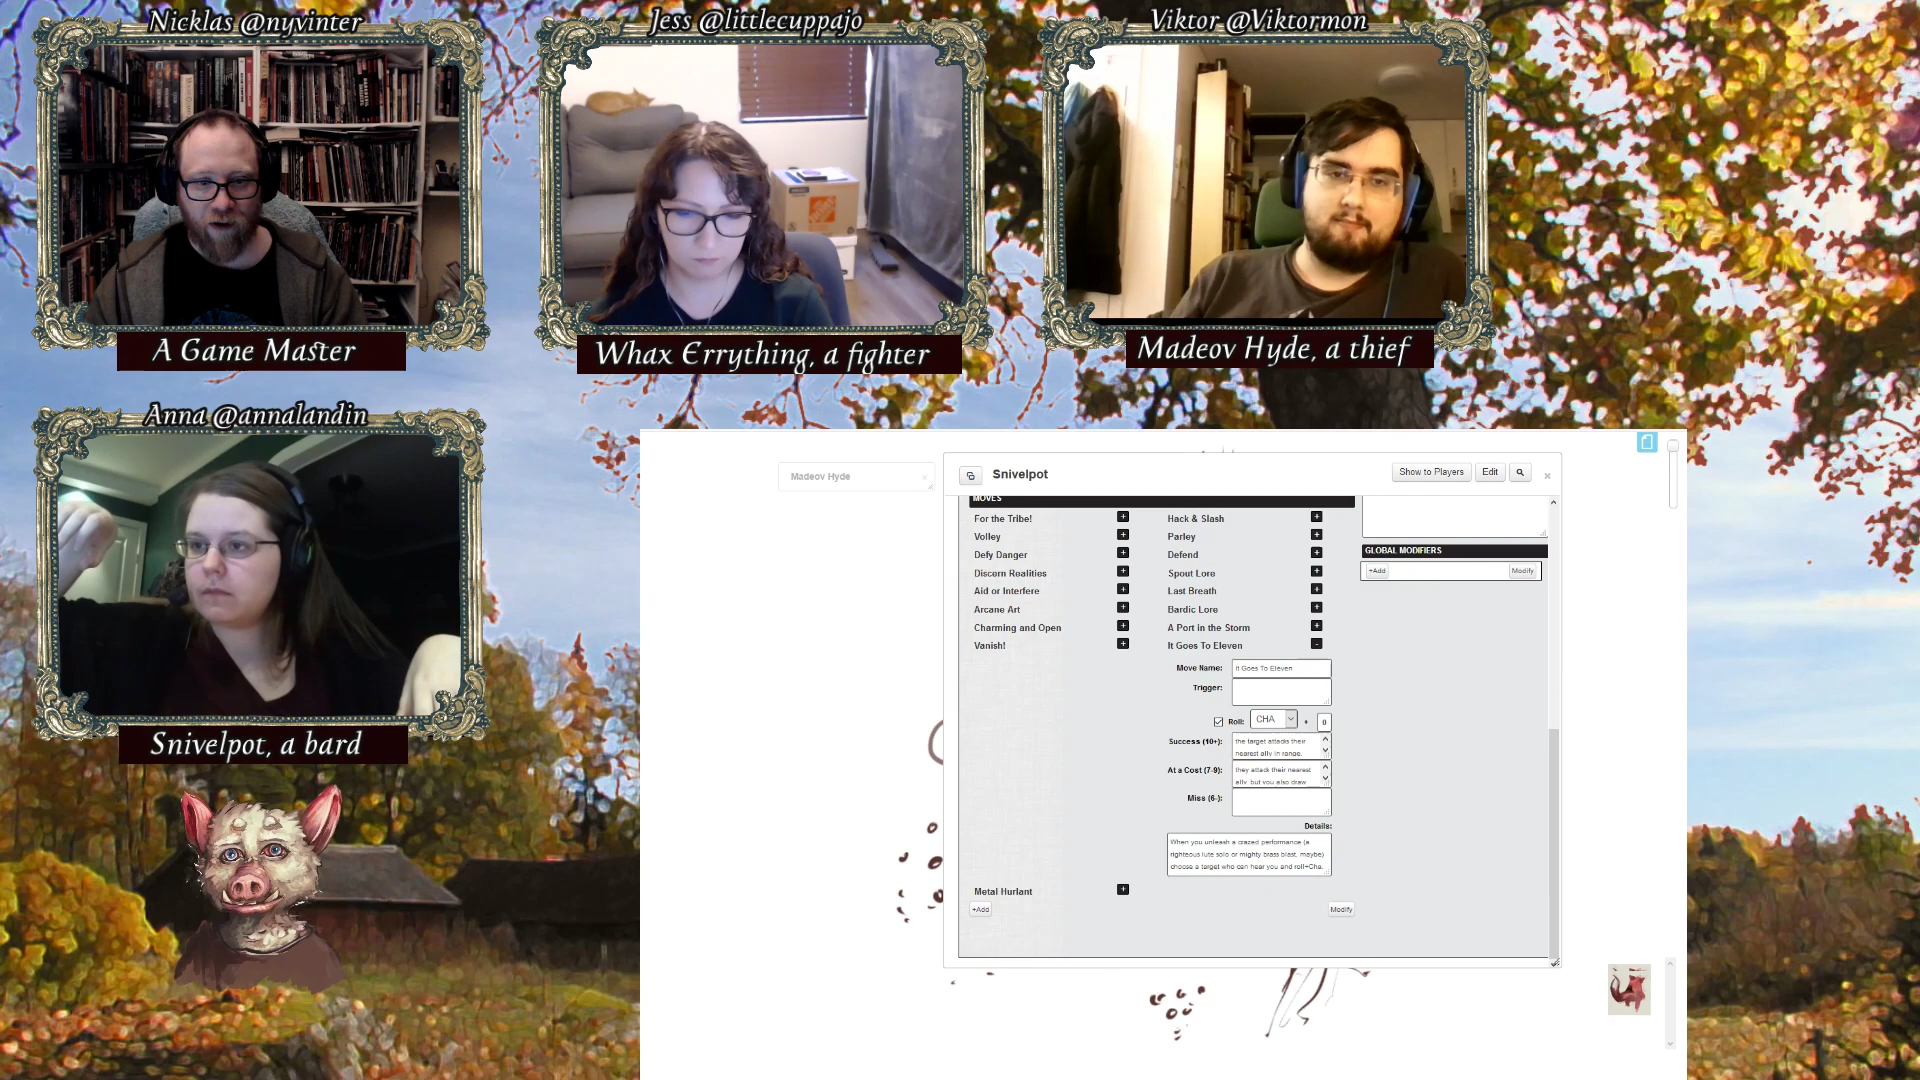 Nicklas @nyvinter
Jess @littlecuppajo
Viktor @Viktormon
A Game Master
Whax Errything, a fighter
Madeov Hyde, a thief
Anna @annalandin
Snivelpot, a bard
Madeov Hyde
Snivelpot
Show to Players
Edit
MOVES
For the Tribe!
Hack & Slash
Volley
Parley
Defy Danger
Defend
Discern Realities
Spout Lore
Aid or Interfere
Last Breath
Arcane Art
Bardic Lore
Charming and Open
A Port in the Storm
Vanish!
It Goes To Eleven
Move Name: It Goes To Eleven
Trigger:
Roll: CHA + 0
Success (10+): the target attacks their
nearest ally in range.
At a Cost (7-9): they attack their nearest
ally, but you also draw
Miss (6-):
Details:
When you unleash a crazed performance (a
righteous lute solo or mighty brass blast, maybe)
choose a target who can hear you and roll+Cha.
Metal Hurlant
+Add
Modify
GLOBAL MODIFIERS
+Add
Modify